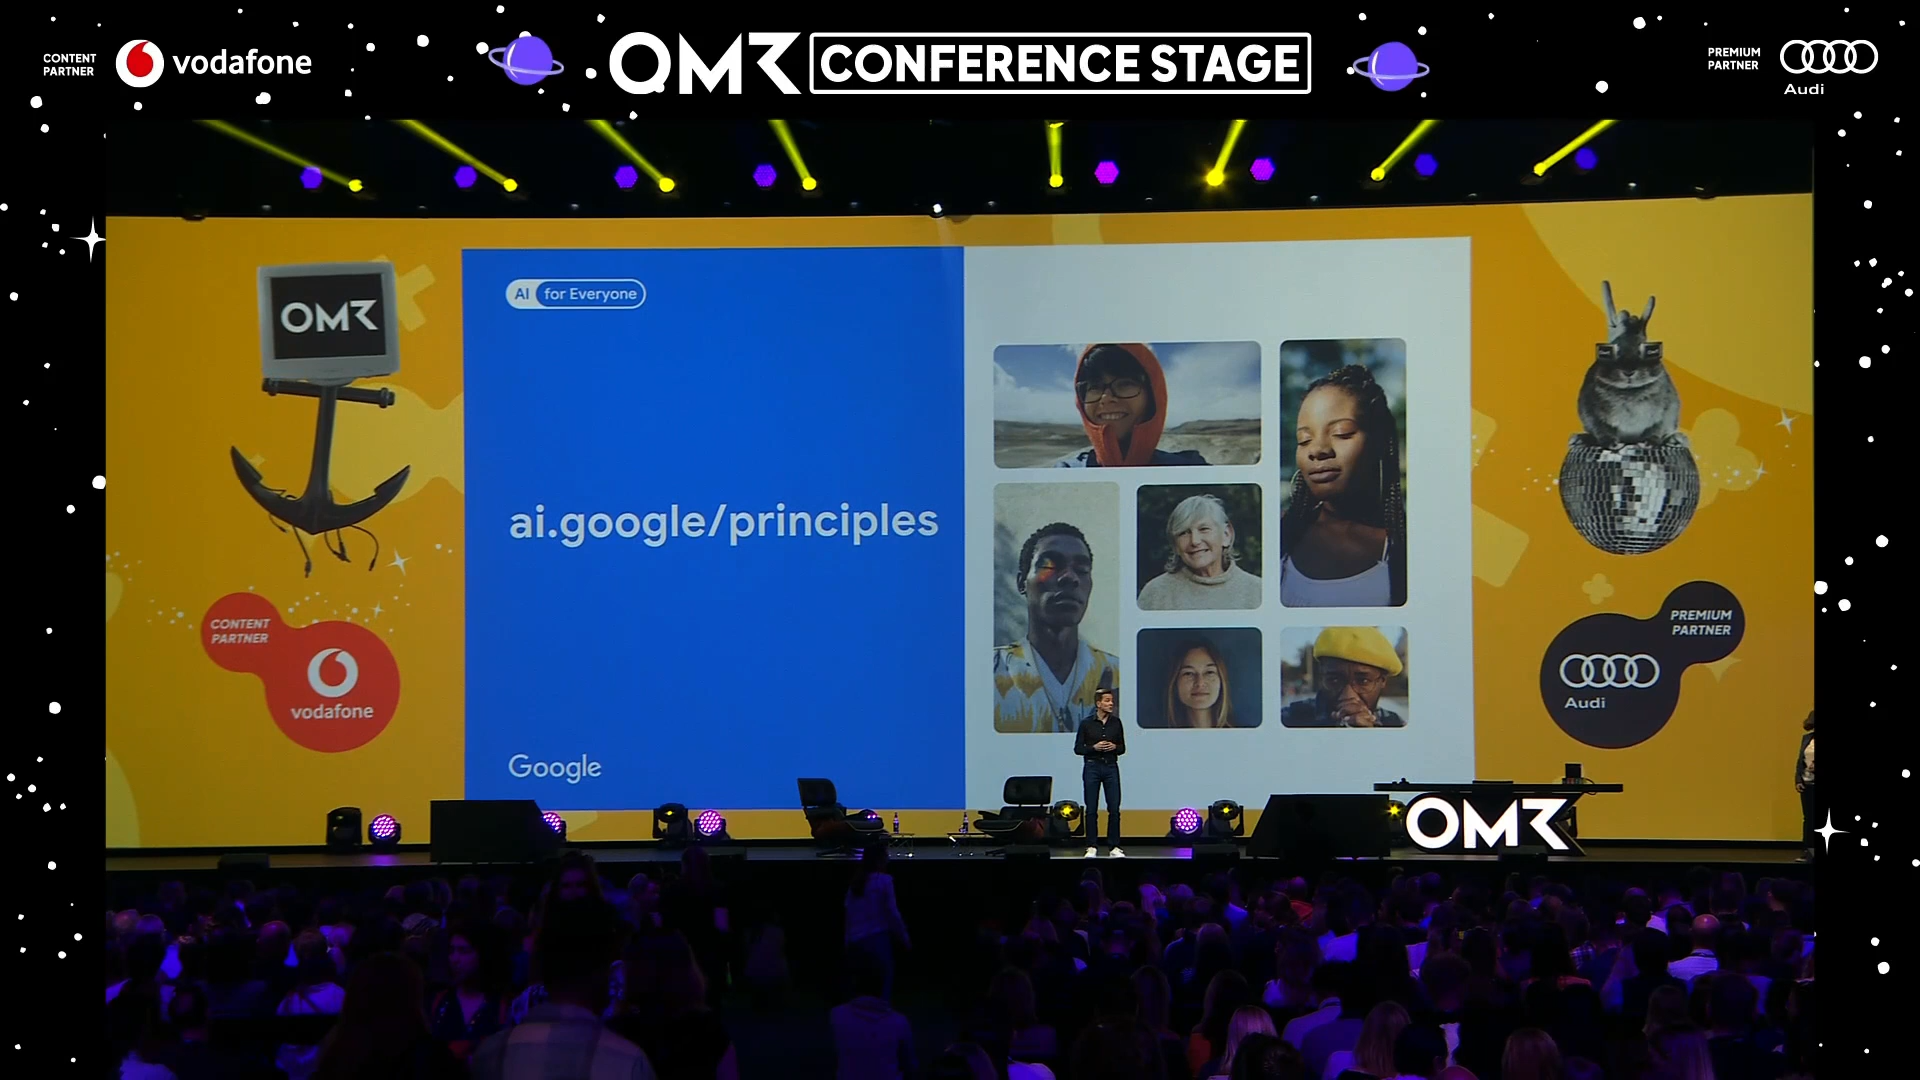 CONTENT
PARTNER
vodafone
OMR CONFERENCE STAGE
PREMIUM
PARTNER
Audi
OMR
AI for Everyone
ai.google/principles
Google
CONTENT
PARTNER
vodafone
PREMIUM
PARTNER
Audi
OMR